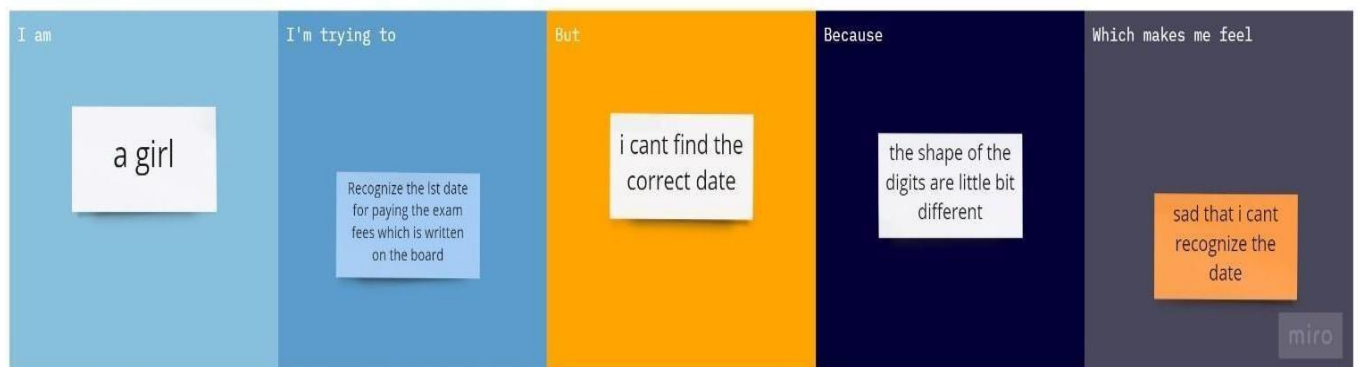 I am
a girl
I'm trying to
Recognize the lst date
for paying the exam
fees which is written
on the board
But
i cant find the
correct date
Because
the shape of the
digits are little bit
different
Which makes me feel
sad that i cant
recognize the
date
miro